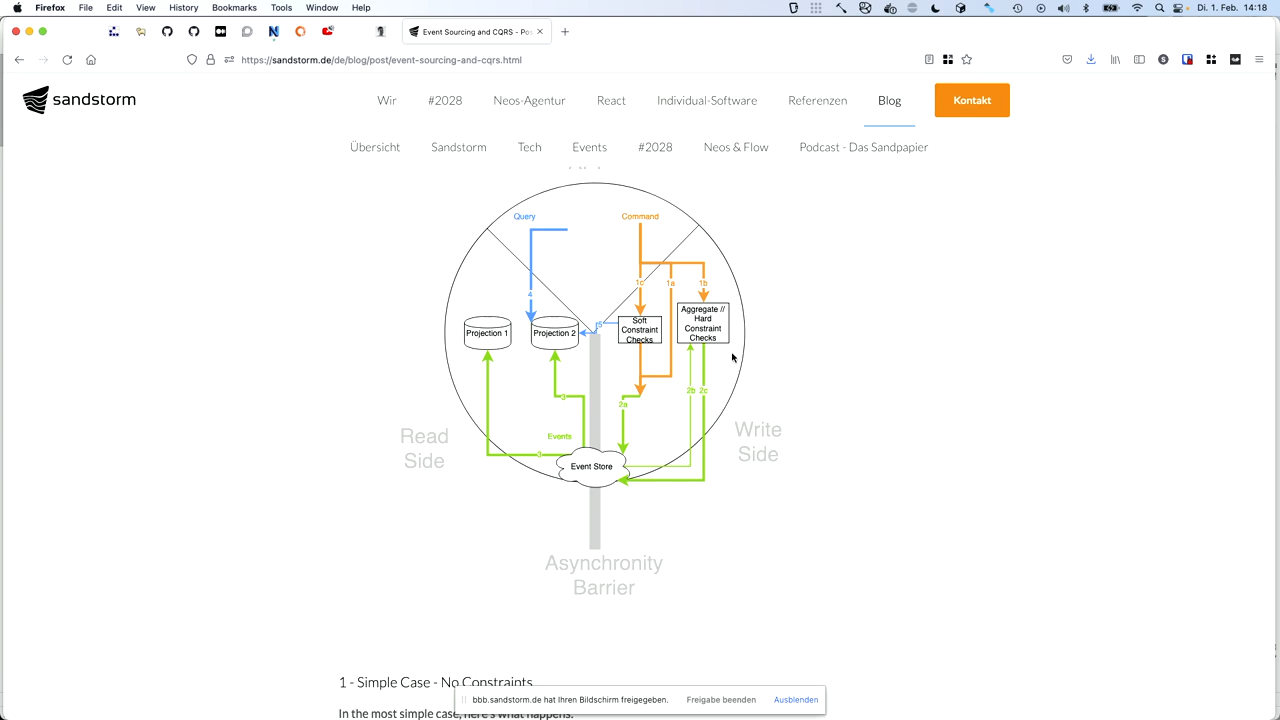 Firefox File Edit View History Bookmarks Tools Window Help Di. 1. Feb. 14:18
Event Sourcing and CQRS - Po
https://sandstorm.de/de/blog/post/event-sourcing-and-cqrs.html
sandstorm Wir #2028 Neos-Agentur React Individual-Software Referenzen Blog Kontakt
Übersicht Sandstorm Tech Events #2028 Neos & Flow Podcast - Das Sandpapier
Query Command
1c 1a 1b
4
Projection 1
Projection 2
5
Soft
Constraint
Checks
Aggregate //
Hard
Constraint
Checks
3 2a 2b 2c
Read
Side
Events
Write
Side
3
Event Store
Asynchronity
Barrier
1 - Simple Case - No Constraints
In the most simple case, here's what happens:
bbb.sandstorm.de hat Ihren Bildschirm freigegeben. Freigabe beenden Ausblenden